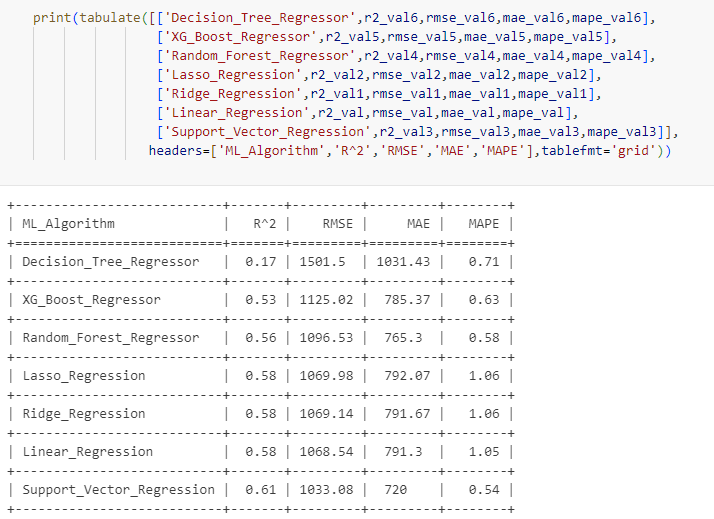 print(tabulate([['Decision_Tree_Regressor',r2_val6,rmse_val6,mae_val6,mape_val6],
['XG_Boost_Regressor',r2_val5,rmse_val5,mae_val5,mape_val5],
['Random_Forest_Regressor',r2_val4,rmse_val4,mae_val4,mape_val4],
['Lasso_Regression',r2_val2,rmse_val2,mae_val2,mape_val2],
['Ridge_Regression',r2_val1,rmse_val1,mae_val1,mape_val1],
['Linear_Regression',r2_val,rmse_val,mae_val,mape_val],
['Support_Vector_Regression',r2_val3,rmse_val3,mae_val3,mape_val3]],
headers=['ML_Algorithm','R^2','RMSE','MAE','MAPE'],tablefmt='grid'))
+---------------------------+-------+---------+---------+--------+
| ML_Algorithm              |   R^2 |    RMSE |     MAE |   MAPE |
+===========================+=======+=========+=========+========+
| Decision_Tree_Regressor   |  0.17 | 1501.5  | 1031.43 |   0.71 |
+---------------------------+-------+---------+---------+--------+
| XG_Boost_Regressor        |  0.53 | 1125.02 |  785.37 |   0.63 |
+---------------------------+-------+---------+---------+--------+
| Random_Forest_Regressor   |  0.56 | 1096.53 |  765.3  |   0.58 |
+---------------------------+-------+---------+---------+--------+
| Lasso_Regression          |  0.58 | 1069.98 |  792.07 |   1.06 |
+---------------------------+-------+---------+---------+--------+
| Ridge_Regression          |  0.58 | 1069.14 |  791.67 |   1.06 |
+---------------------------+-------+---------+---------+--------+
| Linear_Regression         |  0.58 | 1068.54 |  791.3  |   1.05 |
+---------------------------+-------+---------+---------+--------+
| Support_Vector_Regression |  0.61 | 1033.08 |  720    |   0.54 |
+---------------------------+-------+---------+---------+--------+